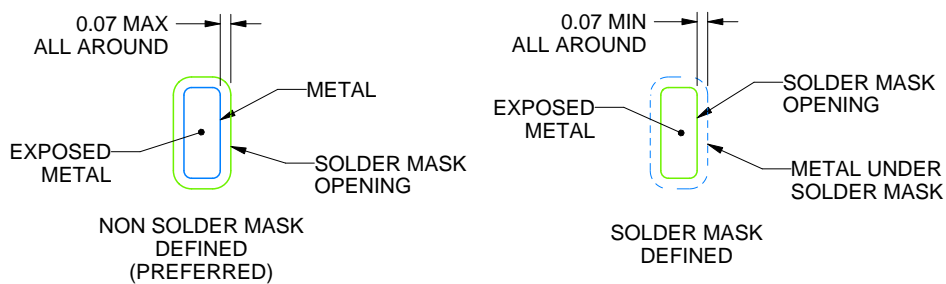 0.07 MAX
ALL AROUND
METAL
EXPOSED
METAL
SOLDER MASK
OPENING
NON SOLDER MASK
DEFINED
(PREFERRED)
0.07 MIN
ALL AROUND
SOLDER MASK
OPENING
EXPOSED
METAL
METAL UNDER
SOLDER MASK
SOLDER MASK
DEFINED